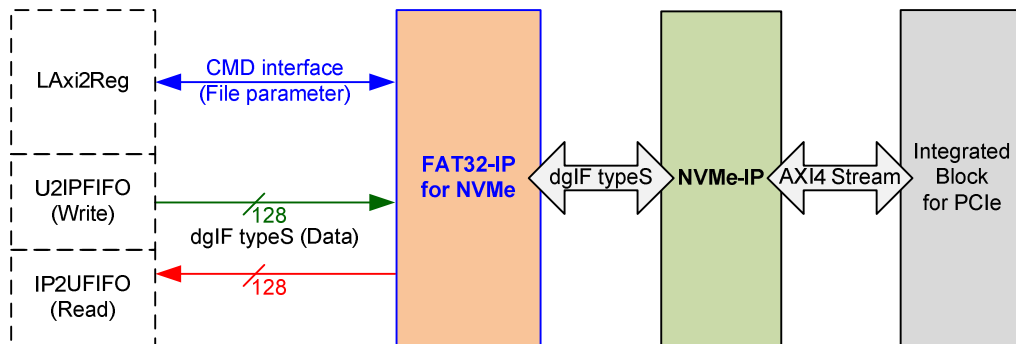 LAxi2Reg
CMD interface
(File parameter)
U2IPFIFO
(Write)
128
dgIF typeS (Data)
IP2UFIFO
(Read)
128
FAT32-IP
for NVMe
dgIF typeS
NVMe-IP
AXI4 Stream
Integrated
Block
for PCIe